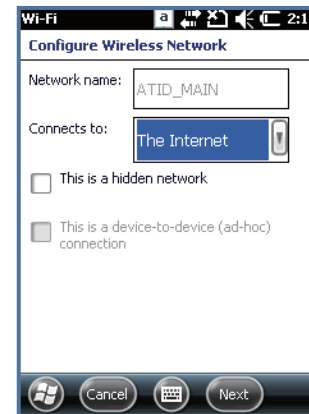 Wi-Fi a 2:1
Configure Wireless Network
Network name:
ATID_MAIN
Connects to:
The Internet
This is a hidden network
This is a device-to-device (ad-hoc)
connection
Cancel
Next